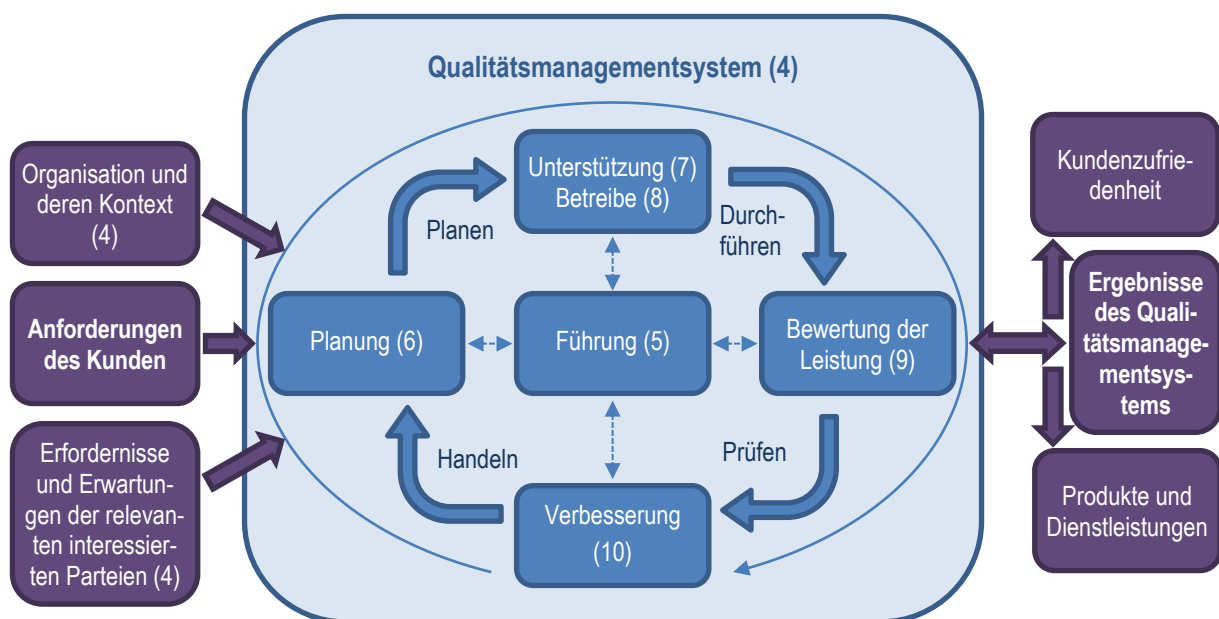 Qualitätsmanagementsystem (4)
Organisation und
deren Kontext
(4)
Anforderungen
des Kunden
Erfordernisse
und Erwartun-
gen der relevan-
ten interessier-
ten Parteien (4)
Unterstützung (7)
Betreibe (8)
Planen
Durch-
führen
Planung (6)
Führung (5)
Bewertung der
Leistung (9)
Handeln
Prüfen
Verbesserung
(10)
Kundenzufrie-
denheit
Ergebnisse
des Quali-
tätsmanage-
mentsys-
tems
Produkte und
Dienstleistungen